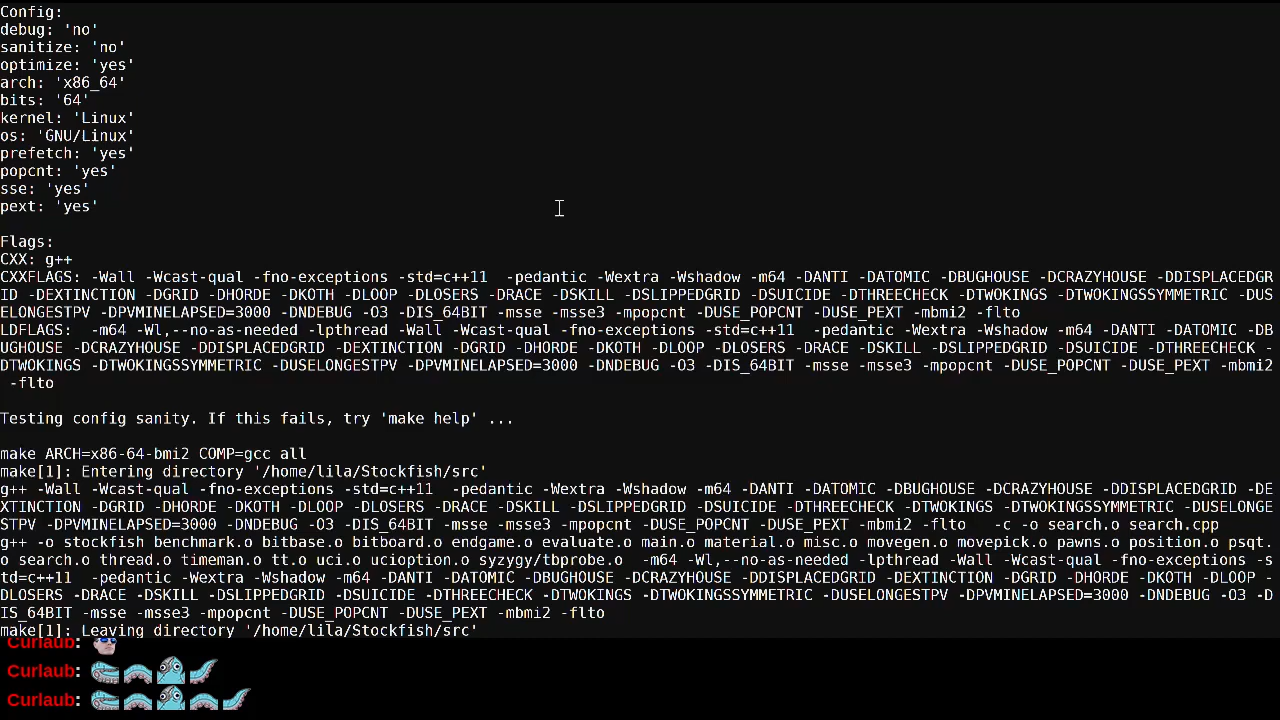 Config:
debug: 'no'
sanitize: 'no'
optimize: 'yes'
arch: 'x86_64'
bits: '64'
kernel: 'Linux'
os: 'GNU/Linux'
prefetch: 'yes'
popcnt: 'yes'
sse: 'yes'
pext: 'yes'
Flags:
CXX: g++
CXXFLAGS: -Wall -Wcast-qual -fno-exceptions -std=c++11  -pedantic -Wextra -Wshadow -m64 -DANTI -DATOMIC -DBUGHOUSE -DCRAZYHOUSE -DDISPLACEDGR
ID -DEXTINCTION -DGRID -DHORDE -DKOTH -DLOOP -DLOSERS -DRACE -DSKILL -DSLIPPEDGRID -DSUICIDE -DTHREECHECK -DTWOKINGS -DTWOKINGSSYMMETRIC -DUS
ELONGESTPV -DPVMINELAPSED=3000 -DNDEBUG -O3 -DIS_64BIT -msse -msse3 -mpopcnt -DUSE_POPCNT -DUSE_PEXT -mbmi2 -flto
LDFLAGS:  -m64 -Wl,--no-as-needed -lpthread -Wall -Wcast-qual -fno-exceptions -std=c++11  -pedantic -Wextra -Wshadow -m64 -DANTI -DATOMIC -DB
UGHOUSE -DCRAZYHOUSE -DDISPLACEDGRID -DEXTINCTION -DGRID -DHORDE -DKOTH -DLOOP -DLOSERS -DRACE -DSKILL -DSLIPPEDGRID -DSUICIDE -DTHREECHECK -
DTWOKINGS -DTWOKINGSSYMMETRIC -DUSELONGESTPV -DPVMINELAPSED=3000 -DNDEBUG -O3 -DIS_64BIT -msse -msse3 -mpopcnt -DUSE_POPCNT -DUSE_PEXT -mbmi2
 -flto
Testing config sanity. If this fails, try 'make help' ...
make ARCH=x86-64-bmi2 COMP=gcc all
make[1]: Entering directory '/home/lila/Stockfish/src'
g++ -Wall -Wcast-qual -fno-exceptions -std=c++11  -pedantic -Wextra -Wshadow -m64 -DANTI -DATOMIC -DBUGHOUSE -DCRAZYHOUSE -DDISPLACEDGRID -DE
XTINCTION -DGRID -DHORDE -DKOTH -DLOOP -DLOSERS -DRACE -DSKILL -DSLIPPEDGRID -DSUICIDE -DTHREECHECK -DTWOKINGS -DTWOKINGSSYMMETRIC -DUSELONGE
STPV -DPVMINELAPSED=3000 -DNDEBUG -O3 -DIS_64BIT -msse -msse3 -mpopcnt -DUSE_POPCNT -DUSE_PEXT -mbmi2 -flto   -c -o search.o search.cpp
g++ -o stockfish benchmark.o bitbase.o bitboard.o endgame.o evaluate.o main.o material.o misc.o movegen.o movepick.o pawns.o position.o psqt.
o search.o thread.o timeman.o tt.o uci.o ucioption.o syzygy/tbprobe.o  -m64 -Wl,--no-as-needed -lpthread -Wall -Wcast-qual -fno-exceptions -s
td=c++11  -pedantic -Wextra -Wshadow -m64 -DANTI -DATOMIC -DBUGHOUSE -DCRAZYHOUSE -DDISPLACEDGRID -DEXTINCTION -DGRID -DHORDE -DKOTH -DLOOP -
DLOSERS -DRACE -DSKILL -DSLIPPEDGRID -DSUICIDE -DTHREECHECK -DTWOKINGS -DTWOKINGSSYMMETRIC -DUSELONGESTPV -DPVMINELAPSED=3000 -DNDEBUG -O3 -D
IS_64BIT -msse -msse3 -mpopcnt -DUSE_POPCNT -DUSE_PEXT -mbmi2 -flto
make[1]: Leaving directory '/home/lila/Stockfish/src'
Curlaub:
Curlaub:
Curlaub: